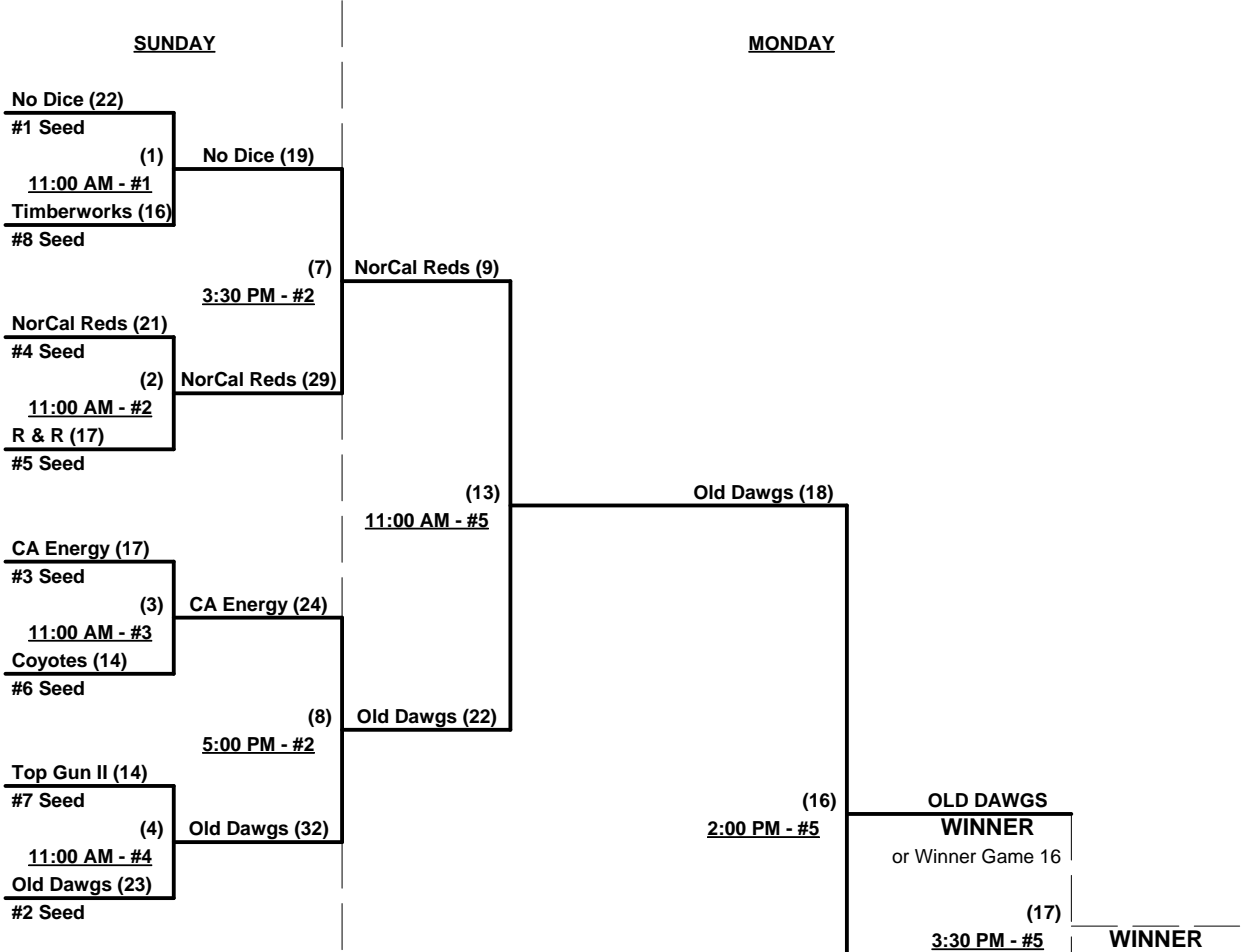 SUNDAY
MONDAY
No Dice (22)
#1 Seed
(1)
No Dice (19)
11:00 AM - #1
Timberworks (16)
#8 Seed
(7)
NorCal Reds (9)
3:30 PM - #2
NorCal Reds (21)
#4 Seed
(2)
NorCal Reds (29)
11:00 AM - #2
R & R (17)
#5 Seed
(13)
Old Dawgs (18)
11:00 AM - #5
CA Energy (17)
#3 Seed
(3)
CA Energy (24)
11:00 AM - #3
Coyotes (14)
#6 Seed
(8)
Old Dawgs (22)
5:00 PM - #2
Top Gun II (14)
#7 Seed
(16)
OLD DAWGS
(4)
Old Dawgs (32)
2:00 PM - #5
WINNER
11:00 AM - #4
or Winner Game 16
Old Dawgs (23)
#2 Seed
(17)
3:30 PM - #5
WINNER